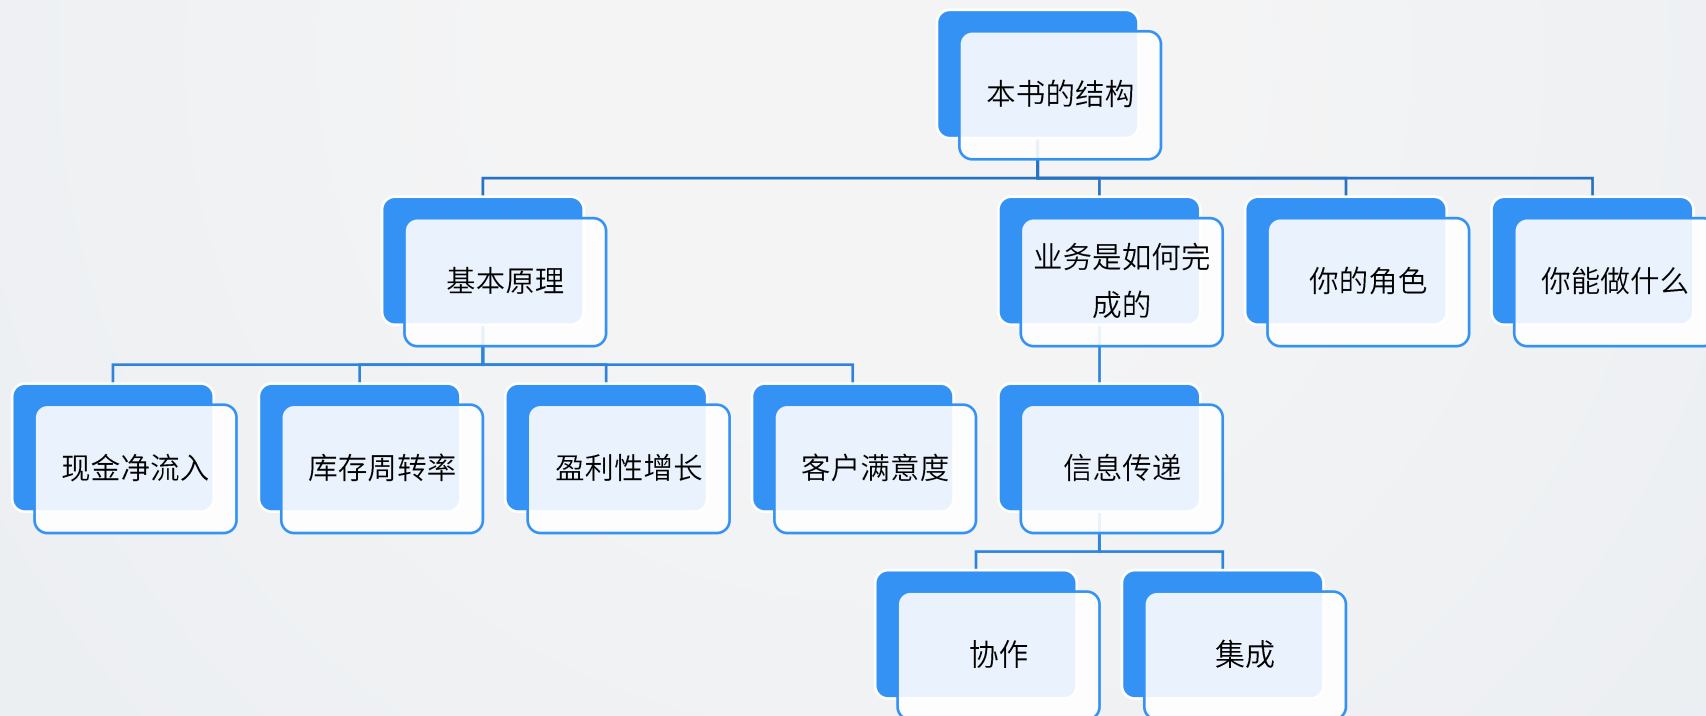 本书的结构
基本原理
业务是如何完
成的
你的角色
你能做什么
现金净流入
库存周转率
盈利性增长
客户满意度
信息传递
协作
集成